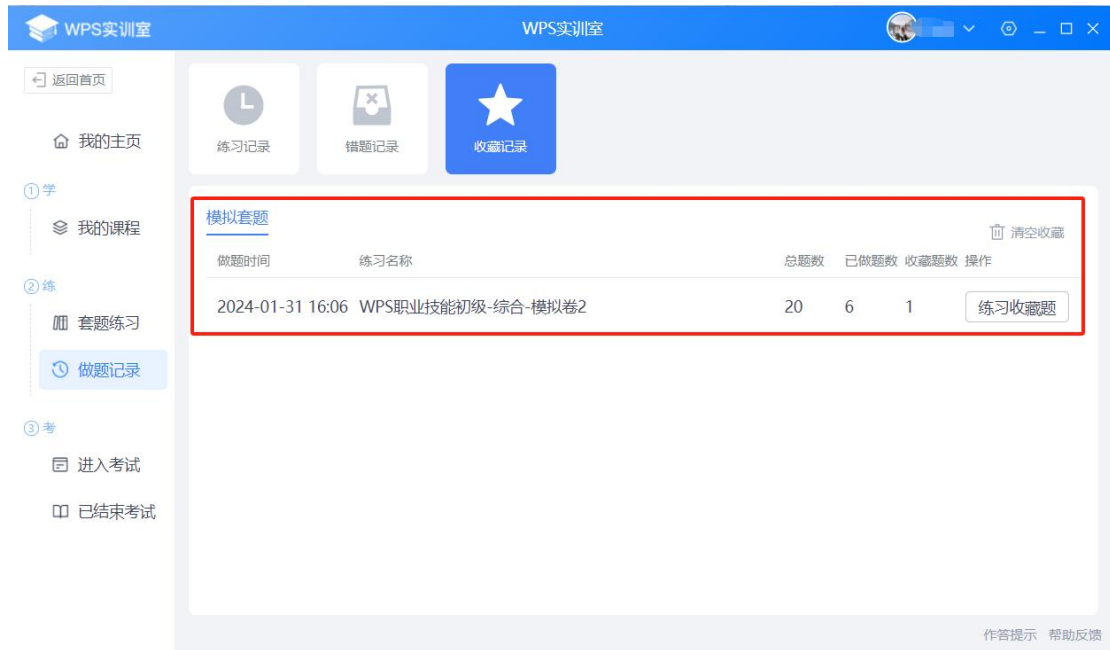 WPS实训室 WPS实训室
返回首页
我的主页
①学
我的课程
②练
套题练习
做题记录
③考
进入考试
已结束考试
练习记录 错题记录 收藏记录
模拟套题
清空收藏
做题时间 练习名称 总题数 已做题数 收藏题数 操作
2024-01-31 16:06 WPS职业技能初级-综合-模拟卷2 20 6 1 练习收藏题
作答提示 帮助反馈